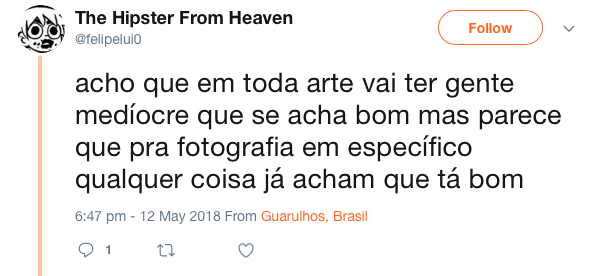 The Hipster From Heaven
@felipelui0
Follow
acho que em toda arte vai ter gente
medíocre que se acha bom mas parece
que pra fotografia em específico
qualquer coisa já acham que tá bom
6:47 pm - 12 May 2018 From Guarulhos, Brasil
1